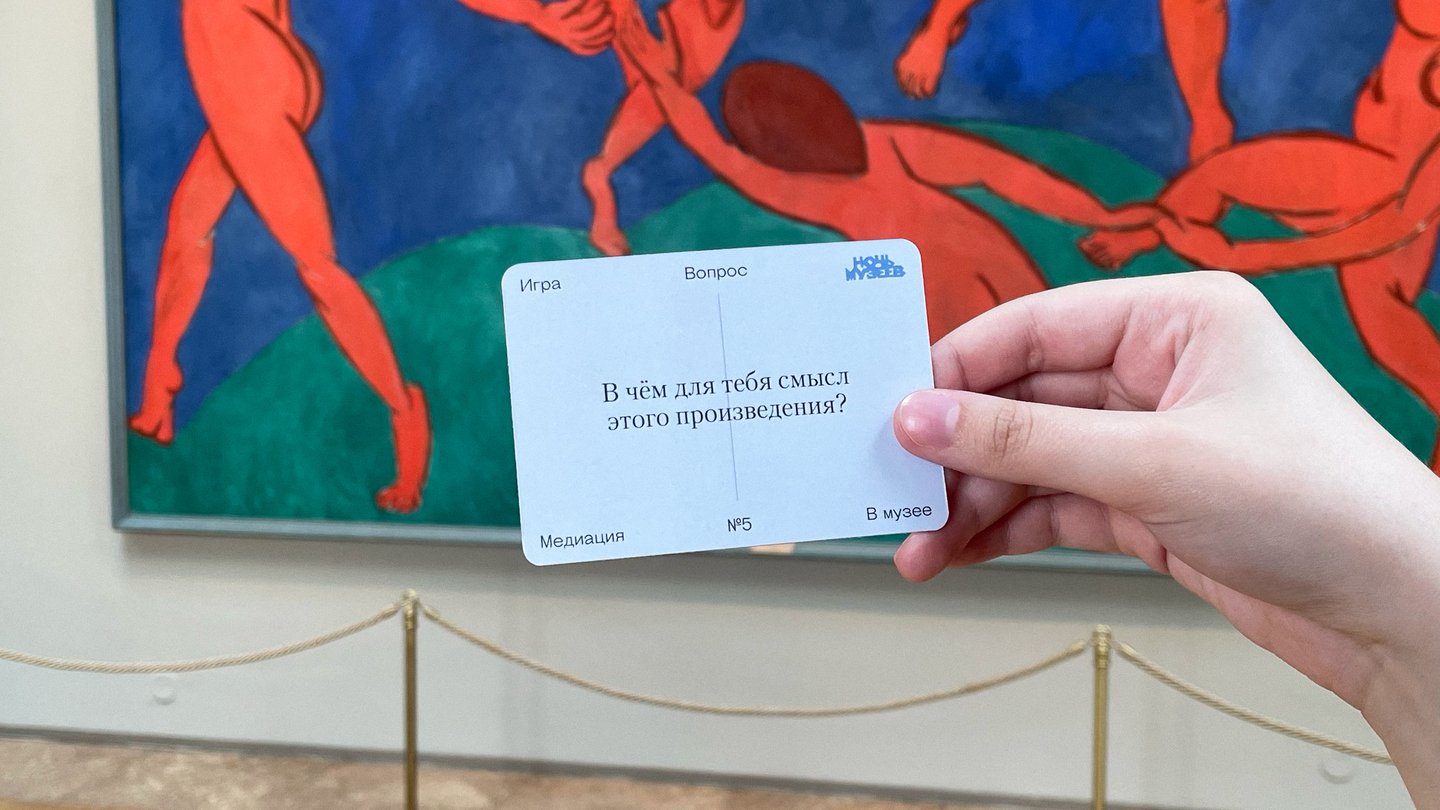 Игра
Вопрос
НОЧЬ
МУЗЕЕВ
В чём для тебя смысл
этого произведения?
Медиация
№5
В музее